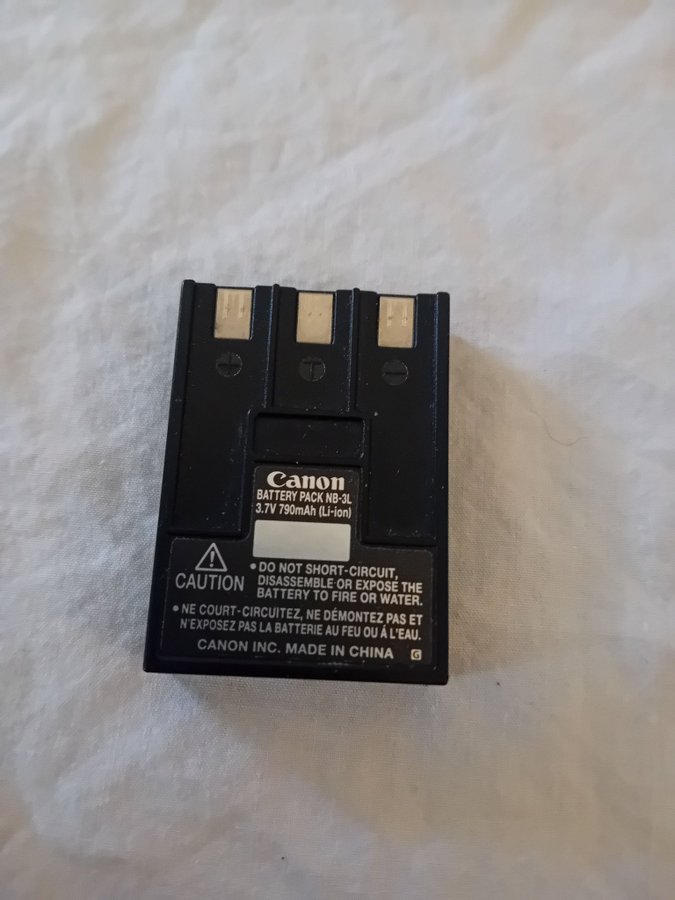 + T −
Canon
BATTERY PACK NB-3L
3.7V 790mAh (Li-ion)
CAUTION
• DO NOT SHORT-CIRCUIT,
DISASSEMBLE OR EXPOSE THE
BATTERY TO FIRE OR WATER.
• NE COURT-CIRCUITEZ, NE DÉMONTEZ PAS ET
N'EXPOSEZ PAS LA BATTERIE AU FEU OU Á L'EAU.
CANON INC. MADE IN CHINA G